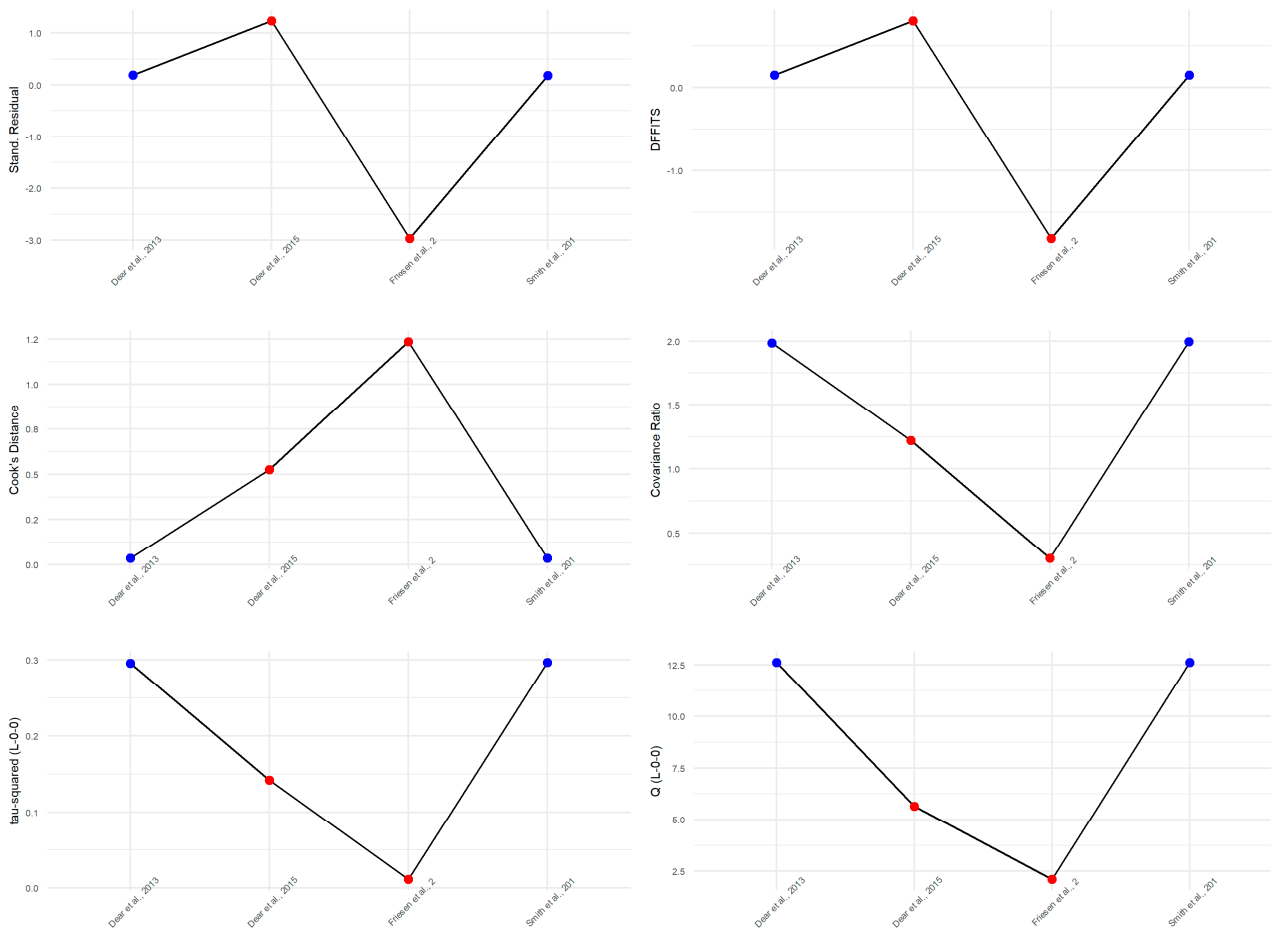 Stand. Residual
1.0
0.0
-1.0
-2.0
-3.0
Dear et al., 2013
Dear et al., 2015
Friesen et al., 2
Smith et al., 201
DFFITS
0.0
-1.0
Dear et al., 2013
Dear et al., 2015
Friesen et al., 2
Smith et al., 201
Cook's Distance
1.2
1.0
0.8
0.5
0.2
0.0
Dear et al., 2013
Dear et al., 2015
Friesen et al., 2
Smith et al., 201
Covariance Ratio
2.0
1.5
1.0
0.5
Dear et al., 2013
Dear et al., 2015
Friesen et al., 2
Smith et al., 201
tau-squared (L-0-0)
0.3
0.2
0.1
0.0
Dear et al., 2013
Dear et al., 2015
Friesen et al., 2
Smith et al., 201
Q (L-0-0)
12.5
10.0
7.5
5.0
2.5
Dear et al., 2013
Dear et al., 2015
Friesen et al., 2
Smith et al., 201